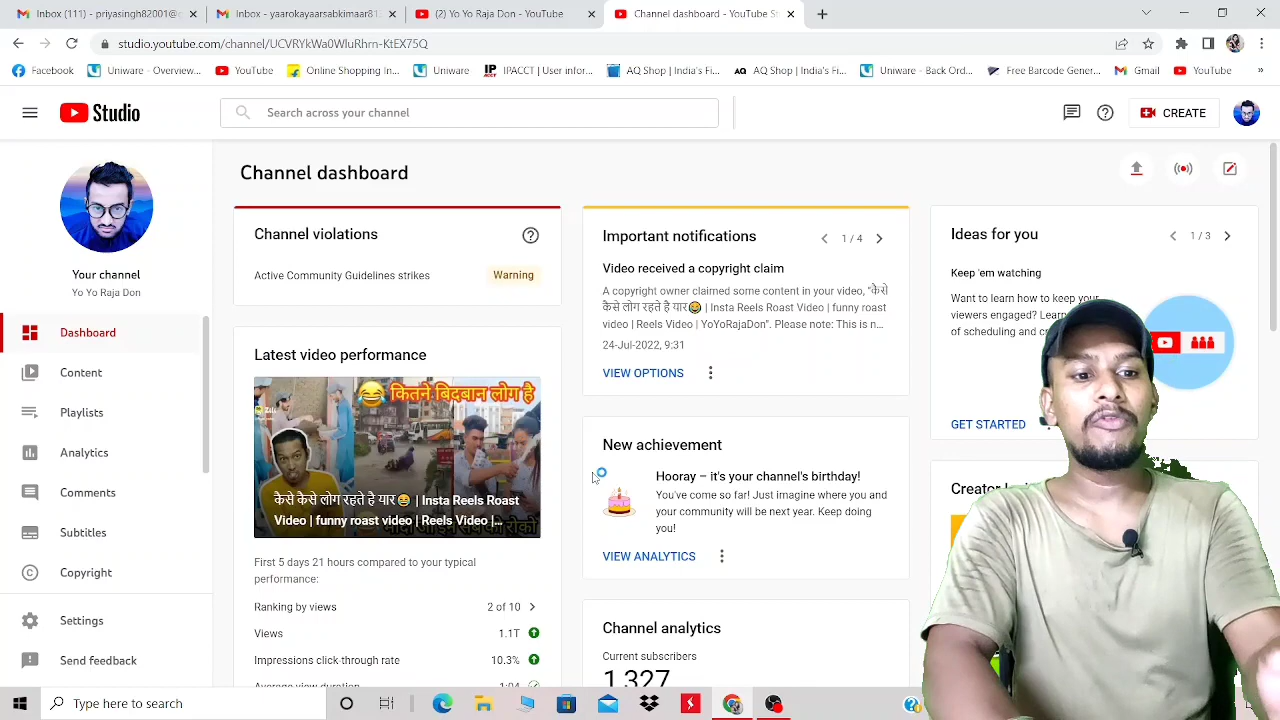 Inbox (111) - prakashsingh82001@g
Inbox (1) - yamankumarsingh81
(2) Yo Yo Raja Don - YouTube
Channel dashboard - YouTube St
studio.youtube.com/channel/UCVRYkWa0WluRhrn-KtEX75Q
Facebook
Uniware - Overview...
YouTube
Online Shopping In...
Uniware
IPACCT | User infor...
AQ Shop | India's Fi...
AQ Shop | India's Fi...
Uniware - Back Ord...
Free Barcode Gener...
Gmail
YouTube
Studio
Search across your channel
CREATE
Channel dashboard
Your channel
Yo Yo Raja Don
Dashboard
Content
Playlists
Analytics
Comments
Subtitles
Copyright
Settings
Send feedback
Channel violations
Active Community Guidelines strikes
Warning
Latest video performance
कितने बिदबान लोग है
केसे केसे लोग रहते है यार😂 | Insta Reels Roast
Video | funny roast video | Reels Video |...
First 5 days 21 hours compared to your typical
performance:
Ranking by views
2 of 10
Views
1.1T
Impressions click through rate
10.3%
Average view duration
1:04
Important notifications
1 / 4
Video received a copyright claim
A copyright owner claimed some content in your video, "केसे
केसे लोग रहते है यार😂 | Insta Reels Roast Video | funny roast
video | Reels Video | YoYoRajaDon". Please note: This is n...
24-Jul-2022, 9:31
VIEW OPTIONS
New achievement
Hooray – it's your channel's birthday!
You've come so far! Just imagine where you and
your community will be next year. Keep doing
you!
VIEW ANALYTICS
Channel analytics
Current subscribers
1,327
Ideas for you
1 / 3
Keep 'em watching
Want to learn how to keep your
viewers engaged? Learn
of scheduling and cr
GET STARTED
Creator
Type here to search